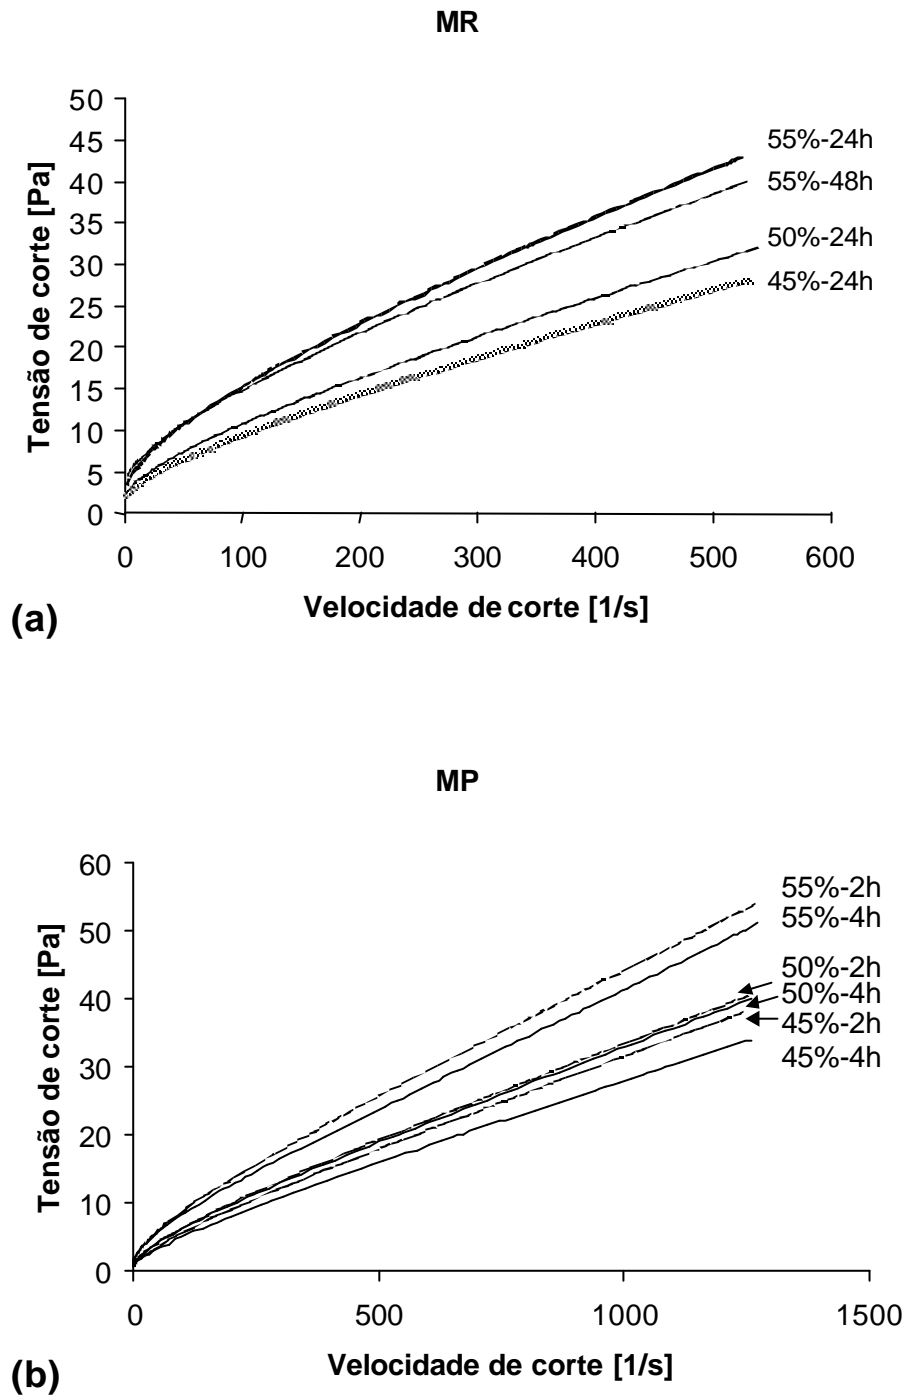 MR
50
45
40
35
30
25
20
15
10
5
0
Tensão de corte [Pa]
55%-24h
55%-48h
50%-24h
45%-24h
0 100 200 300 400 500 600
Velocidade de corte [1/s]
(a)
MP
60
50
40
30
20
10
0
Tensão de corte [Pa]
55%-2h
55%-4h
50%-2h
50%-4h
45%-2h
45%-4h
0 500 1000 1500
Velocidade de corte [1/s]
(b)